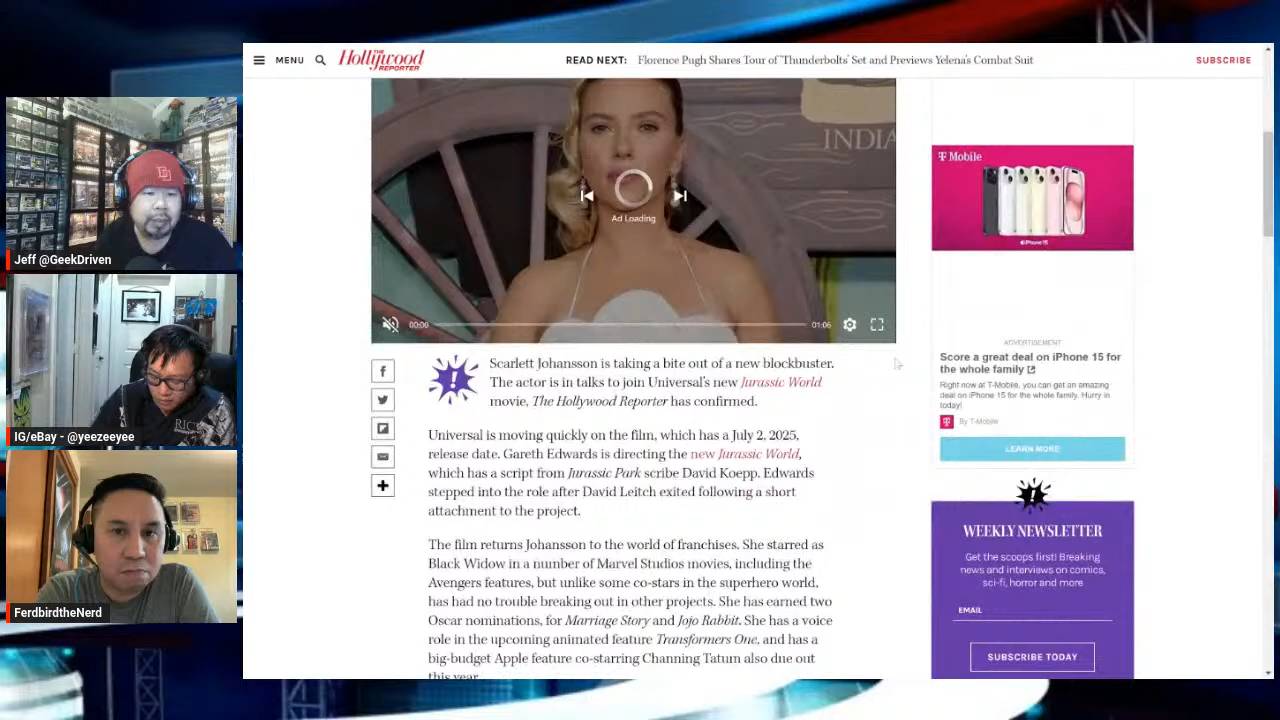 MENU
THE
Hollywood
REPORTER
READ NEXT: Florence Pugh Shares Tour of 'Thunderbolts' Set and Previews Yelena's Combat Suit
SUBSCRIBE
INDIA
Ad Loading
00:00
01:06
Jeff @GeekDriven
RICE
IG/eBay - @yeezeeyee
FerdbirdtheNerd
Scarlett Johansson is taking a bite out of a new blockbuster.
The actor is in talks to join Universal's new Jurassic World
movie, The Hollywood Reporter has confirmed.
Universal is moving quickly on the film, which has a July 2, 2025,
release date. Gareth Edwards is directing the new Jurassic World,
which has a script from Jurassic Park scribe David Koepp. Edwards
stepped into the role after David Leitch exited following a short
attachment to the project.
The film returns Johansson to the world of franchises. She starred as
Black Widow in a number of Marvel Studios movies, including the
Avengers features, but unlike some co-stars in the superhero world,
has had no trouble breaking out in other projects. She has earned two
Oscar nominations, for Marriage Story and Jojo Rabbit. She has a voice
role in the upcoming animated feature Transformers One, and has a
big-budget Apple feature co-starring Channing Tatum also due out
this year.
T Mobile
iPhone 15
ADVERTISEMENT
Score a great deal on iPhone 15 for
the whole family
Right now at T-Mobile, you can get an amazing
deal on iPhone 15 for the whole family. Hurry in
today!
By T-Mobile
LEARN MORE
WEEKLY NEWSLETTER
Get the scoops first! Breaking
news and interviews on comics,
sci-fi, horror and more
EMAIL
SUBSCRIBE TODAY